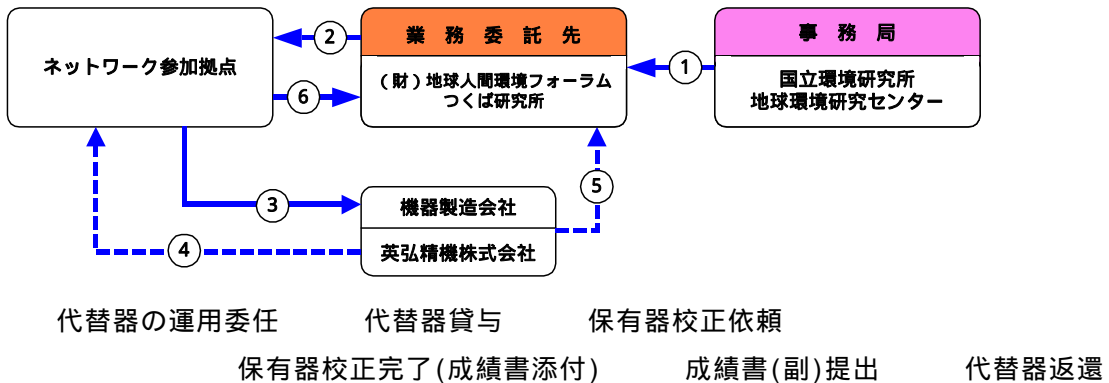 ネットワーク参加拠点
②
⑥
業務委託先
(財)地球人間環境フォーラム
つくば研究所
①
事務局
国立環境研究所
地球環境研究センター
③
④
⑤
機器製造会社
英弘精機株式会社
代替器の運用委任 代替器貸与 保有器校正依頼
保有器校正完了(成績書添付) 成績書(副)提出 代替器返還